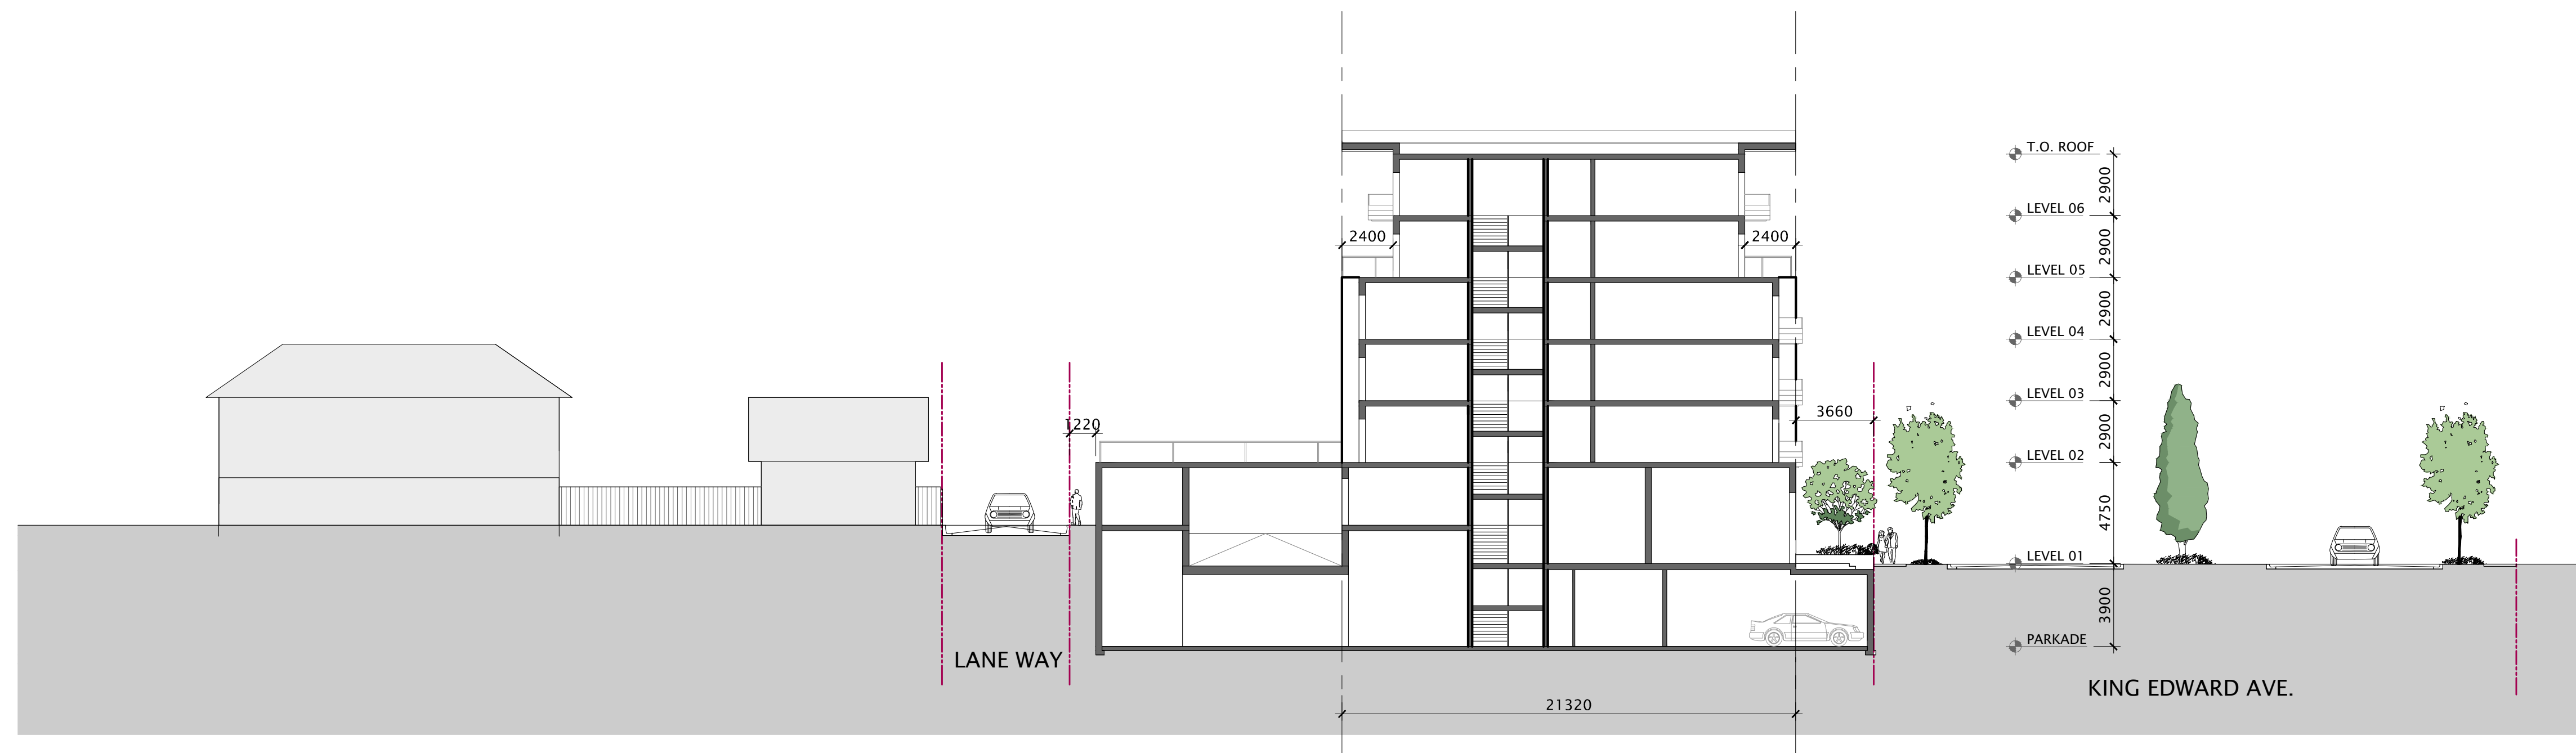 T.O. ROOF
2900
LEVEL 06
2400
2400
2900
LEVEL 05
2900
LEVEL 04
2900
LEVEL 03
1220
3660
2900
LEVEL 02
4750
LEVEL 01
3900
PARKADE
LANE WAY
KING EDWARD AVE.
21320